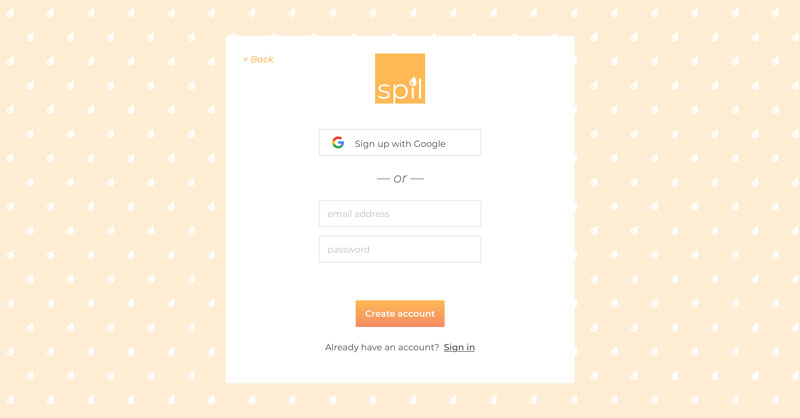 < Back
spil
Sign up with Google
— or —
email address
password
Create account
Already have an account? Sign in